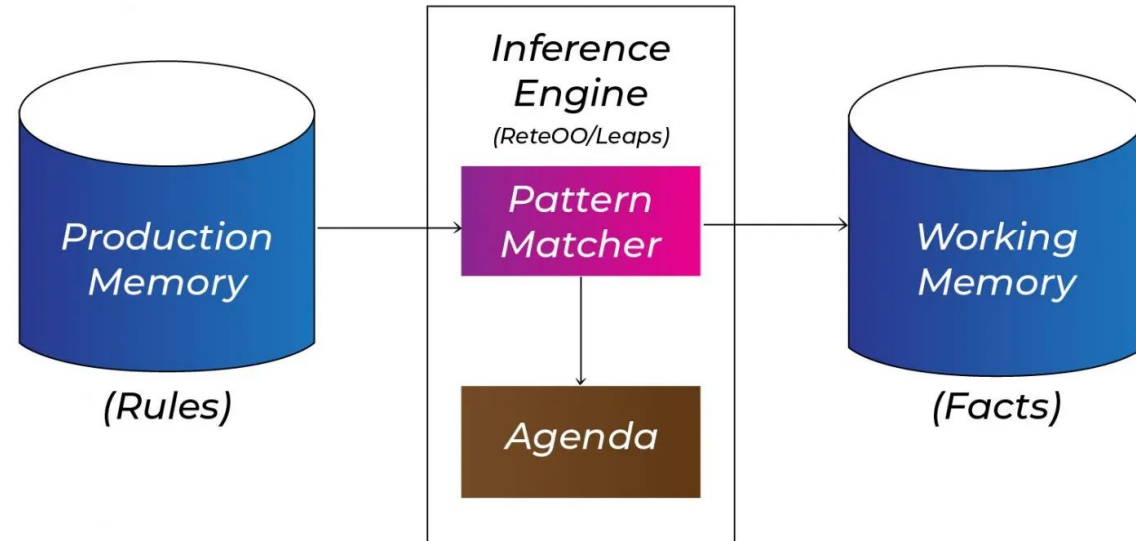 Inference
Engine
(ReteOO/Leaps)
Production
Memory
(Rules)
Pattern
Matcher
Agenda
Working
Memory
(Facts)